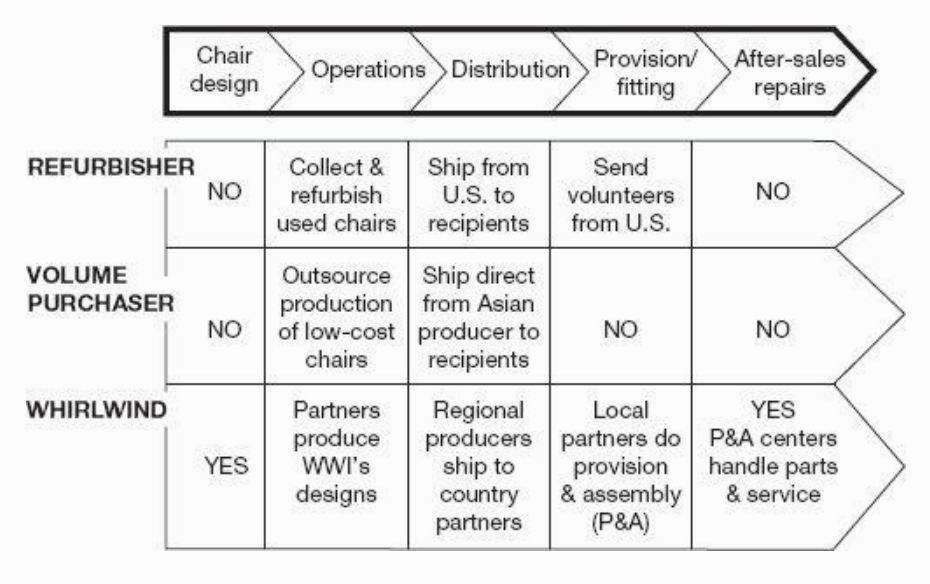 Chair
design
Operations
Distribution
Provision/
fitting
After-sales
repairs
REFURBISHER
NO
Collect &
refurbish
used chairs
Ship from
U.S. to
recipients
Send
volunteers
from U.S.
NO
VOLUME
PURCHASER
NO
Outsource
production
of low-cost
chairs
Ship direct
from Asian
producer to
recipients
NO
NO
WHIRLWIND
YES
Partners
produce
WWI's
designs
Regional
producers
ship to
country
partners
Local
partners do
provision
& assembly
(P&A)
YES
P&A centers
handle parts
& service